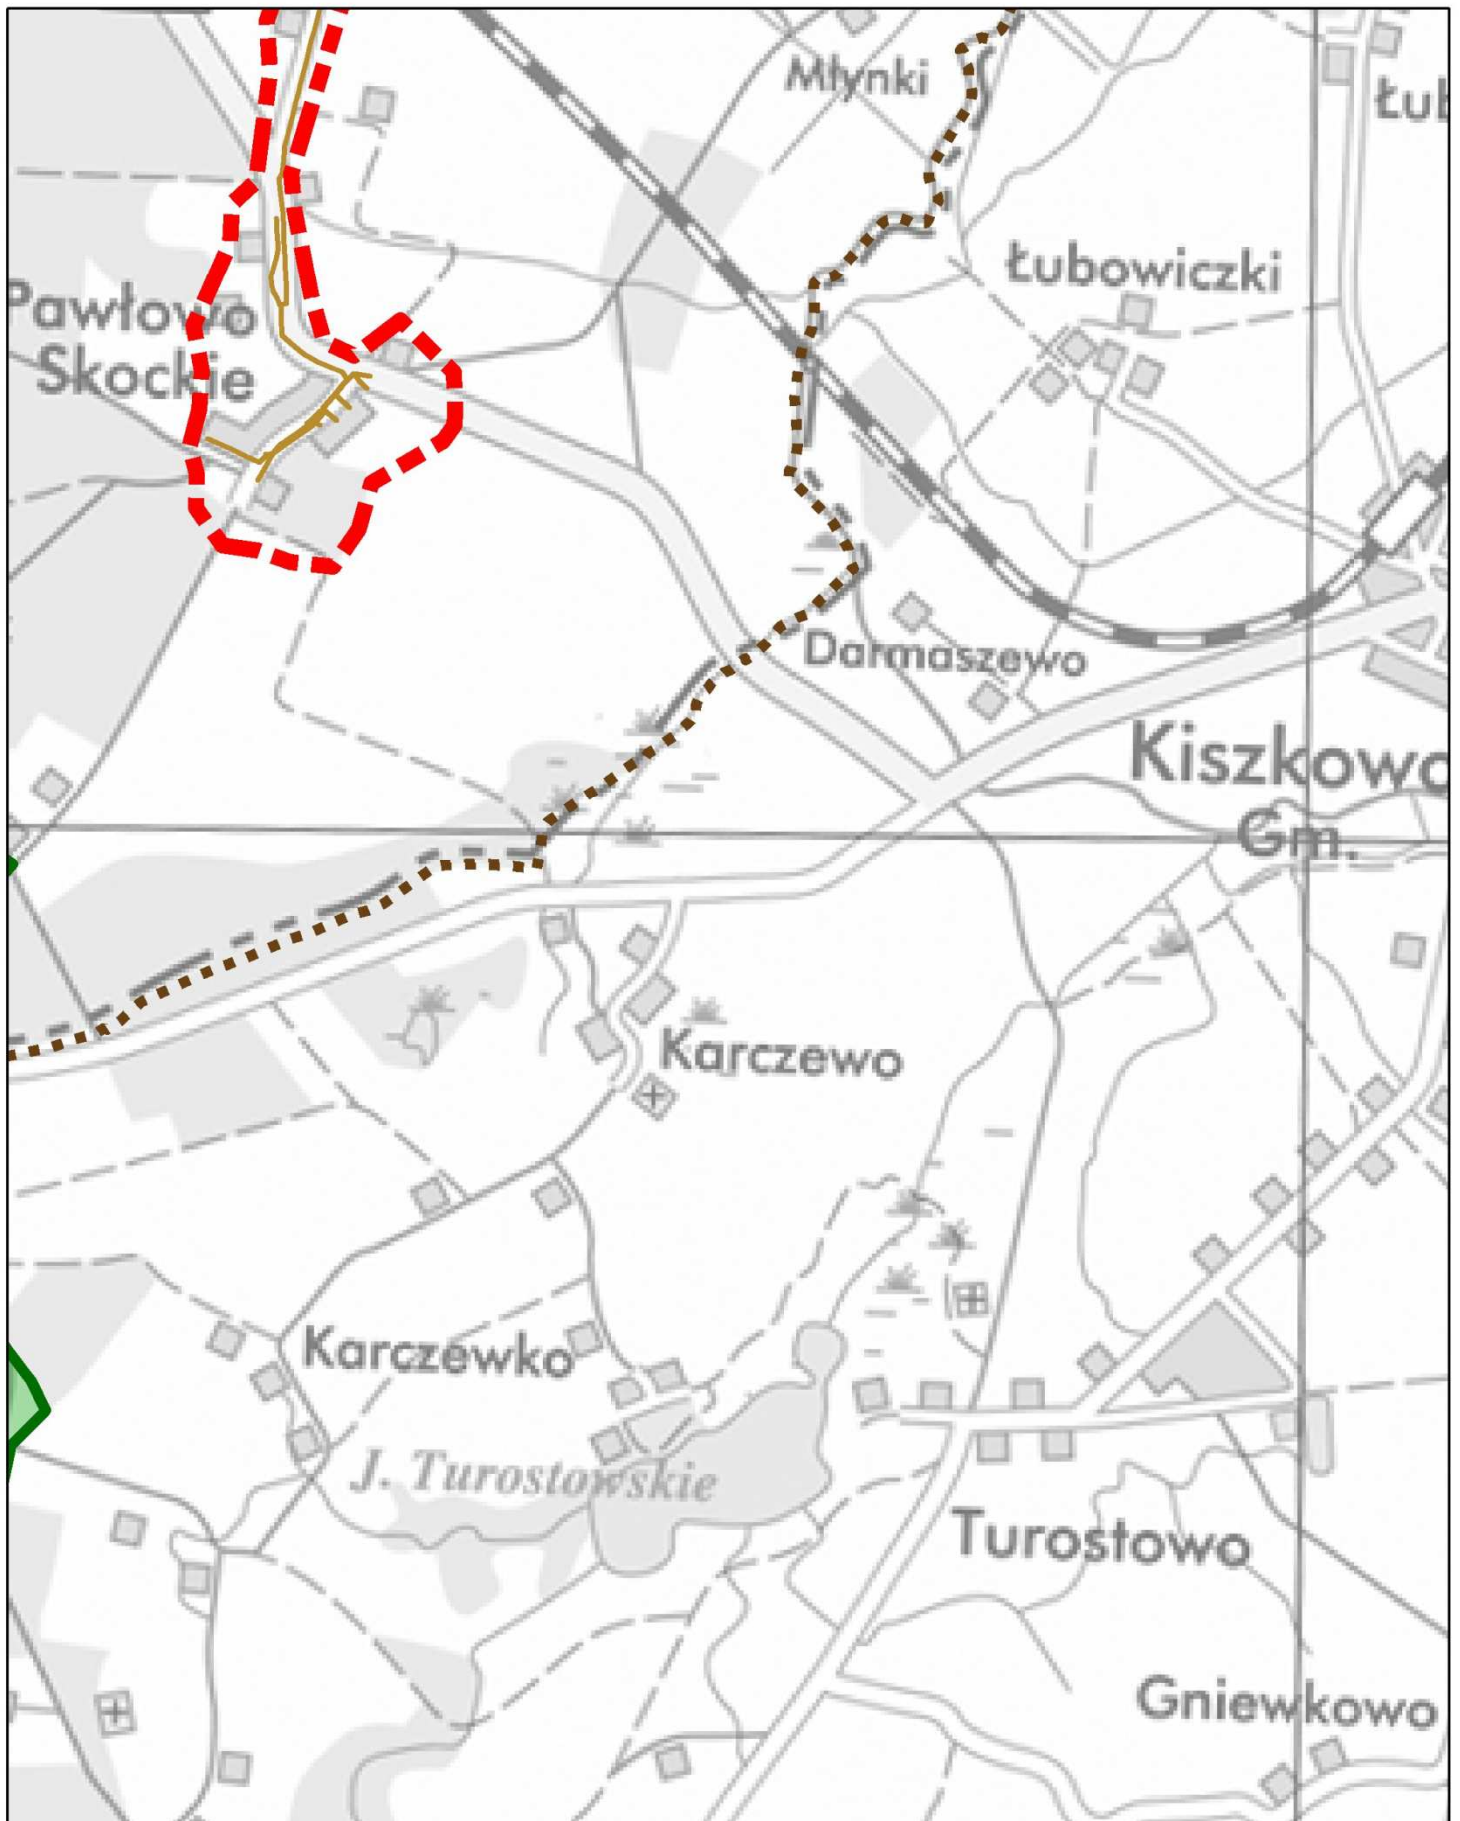 Młynki
Łub
Łubowiczki
Pawłowo
Skockie
Darmaszewo
Kiszkowo
Gm.
Karczewo
Karczewko
J. Turostowskie
Turostowo
Gniewkowo